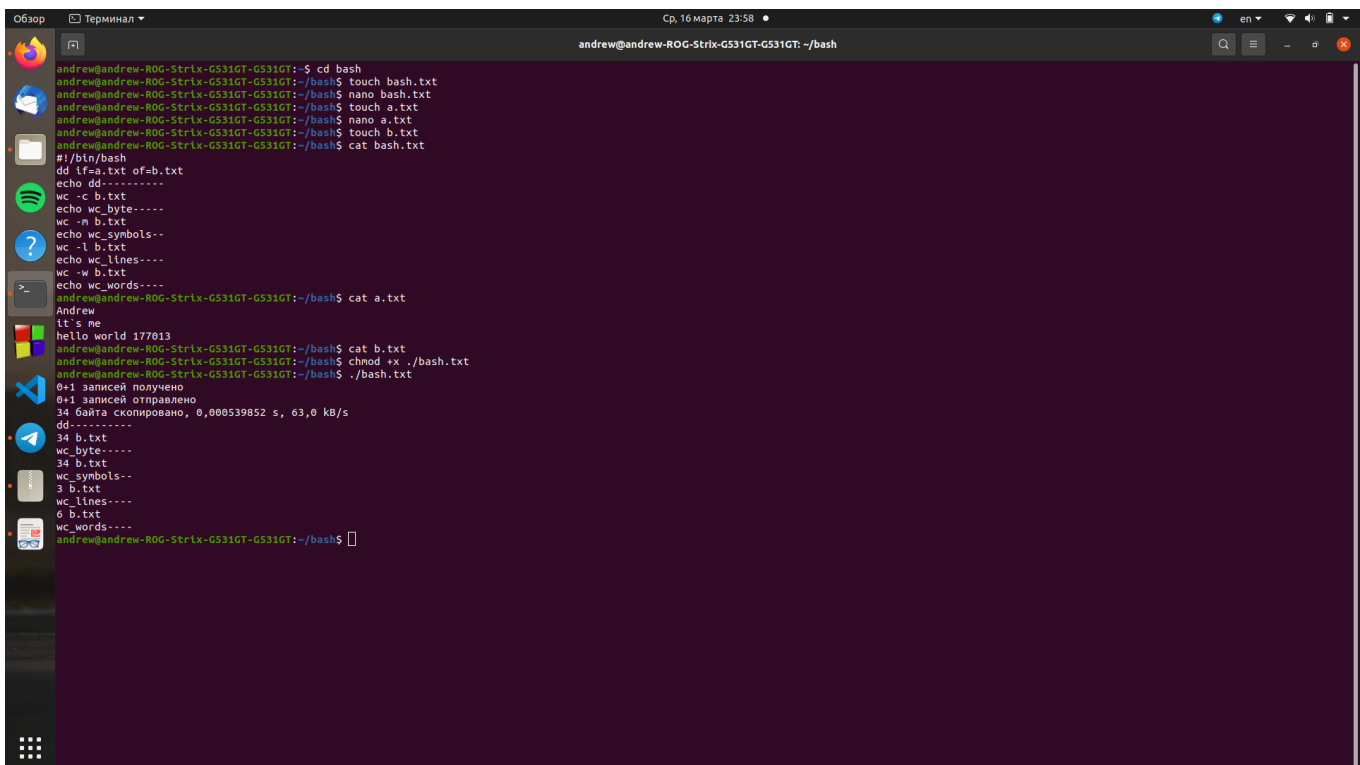 Обзор Терминал Ср, 16 марта 23:58 en
andrew@andrew-ROG-Strix-G531GT-G531GT: ~/bash
andrew@andrew-ROG-Strix-G531GT-G531GT:~$ cd bash
andrew@andrew-ROG-Strix-G531GT-G531GT:~/bash$ touch bash.txt
andrew@andrew-ROG-Strix-G531GT-G531GT:~/bash$ nano bash.txt
andrew@andrew-ROG-Strix-G531GT-G531GT:~/bash$ touch a.txt
andrew@andrew-ROG-Strix-G531GT-G531GT:~/bash$ nano a.txt
andrew@andrew-ROG-Strix-G531GT-G531GT:~/bash$ touch b.txt
andrew@andrew-ROG-Strix-G531GT-G531GT:~/bash$ cat bash.txt
#!/bin/bash
dd if=a.txt of=b.txt
echo dd----------
wc -c b.txt
echo wc_byte-----
wc -m b.txt
echo wc_symbols--
wc -l b.txt
echo wc_lines----
wc -w b.txt
echo wc_words----
andrew@andrew-ROG-Strix-G531GT-G531GT:~/bash$ cat a.txt
Andrew
it`s me
hello world 177013
andrew@andrew-ROG-Strix-G531GT-G531GT:~/bash$ cat b.txt
andrew@andrew-ROG-Strix-G531GT-G531GT:~/bash$ chmod +x ./bash.txt
andrew@andrew-ROG-Strix-G531GT-G531GT:~/bash$ ./bash.txt
0+1 записей получено
0+1 записей отправлено
34 байта скопировано, 0,000539852 s, 63,0 kB/s
dd----------
34 b.txt
wc_byte-----
34 b.txt
wc_symbols--
3 b.txt
wc_lines----
6 b.txt
wc_words----
andrew@andrew-ROG-Strix-G531GT-G531GT:~/bash$